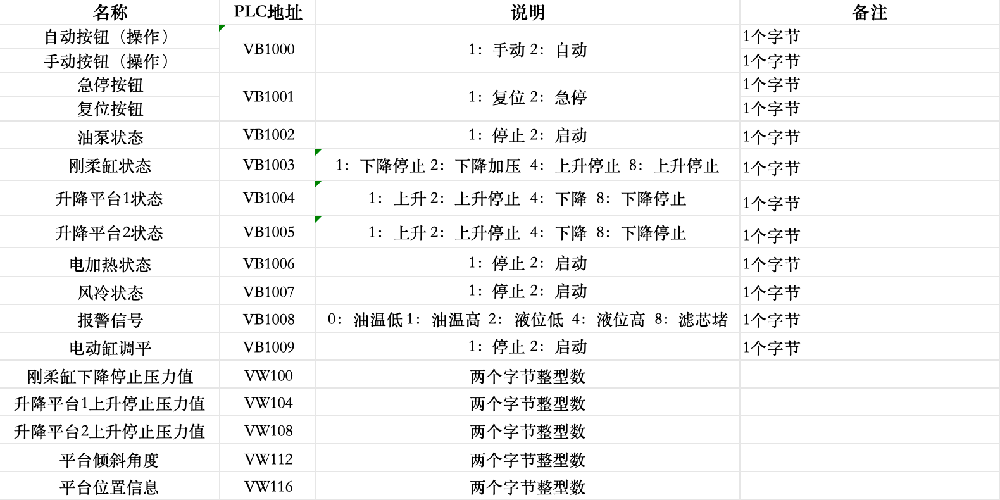 名称 PLC地址 说明 备注
自动按钮（操作） VB1000 1：手动 2：自动 1个字节
手动按钮（操作） 1个字节
急停按钮 VB1001 1：复位 2：急停 1个字节
复位按钮 1个字节
油泵状态 VB1002 1：停止 2：启动 1个字节
刚柔缸状态 VB1003 1：下降停止 2：下降加压 4：上升停止 8：上升停止 1个字节
升降平台1状态 VB1004 1：上升 2：上升停止 4：下降 8：下降停止 1个字节
升降平台2状态 VB1005 1：上升 2：上升停止 4：下降 8：下降停止 1个字节
电加热状态 VB1006 1：停止 2：启动 1个字节
风冷状态 VB1007 1：停止 2：启动 1个字节
报警信号 VB1008 0：油温低 1：油温高 2：液位低 4：液位高 8：滤芯堵 1个字节
电动缸调平 VB1009 1：停止 2：启动 1个字节
刚柔缸下降停止压力值 VW100 两个字节整型数
升降平台1上升停止压力值 VW104 两个字节整型数
升降平台2上升停止压力值 VW108 两个字节整型数
平台倾斜角度 VW112 两个字节整型数
平台位置信息 VW116 两个字节整型数